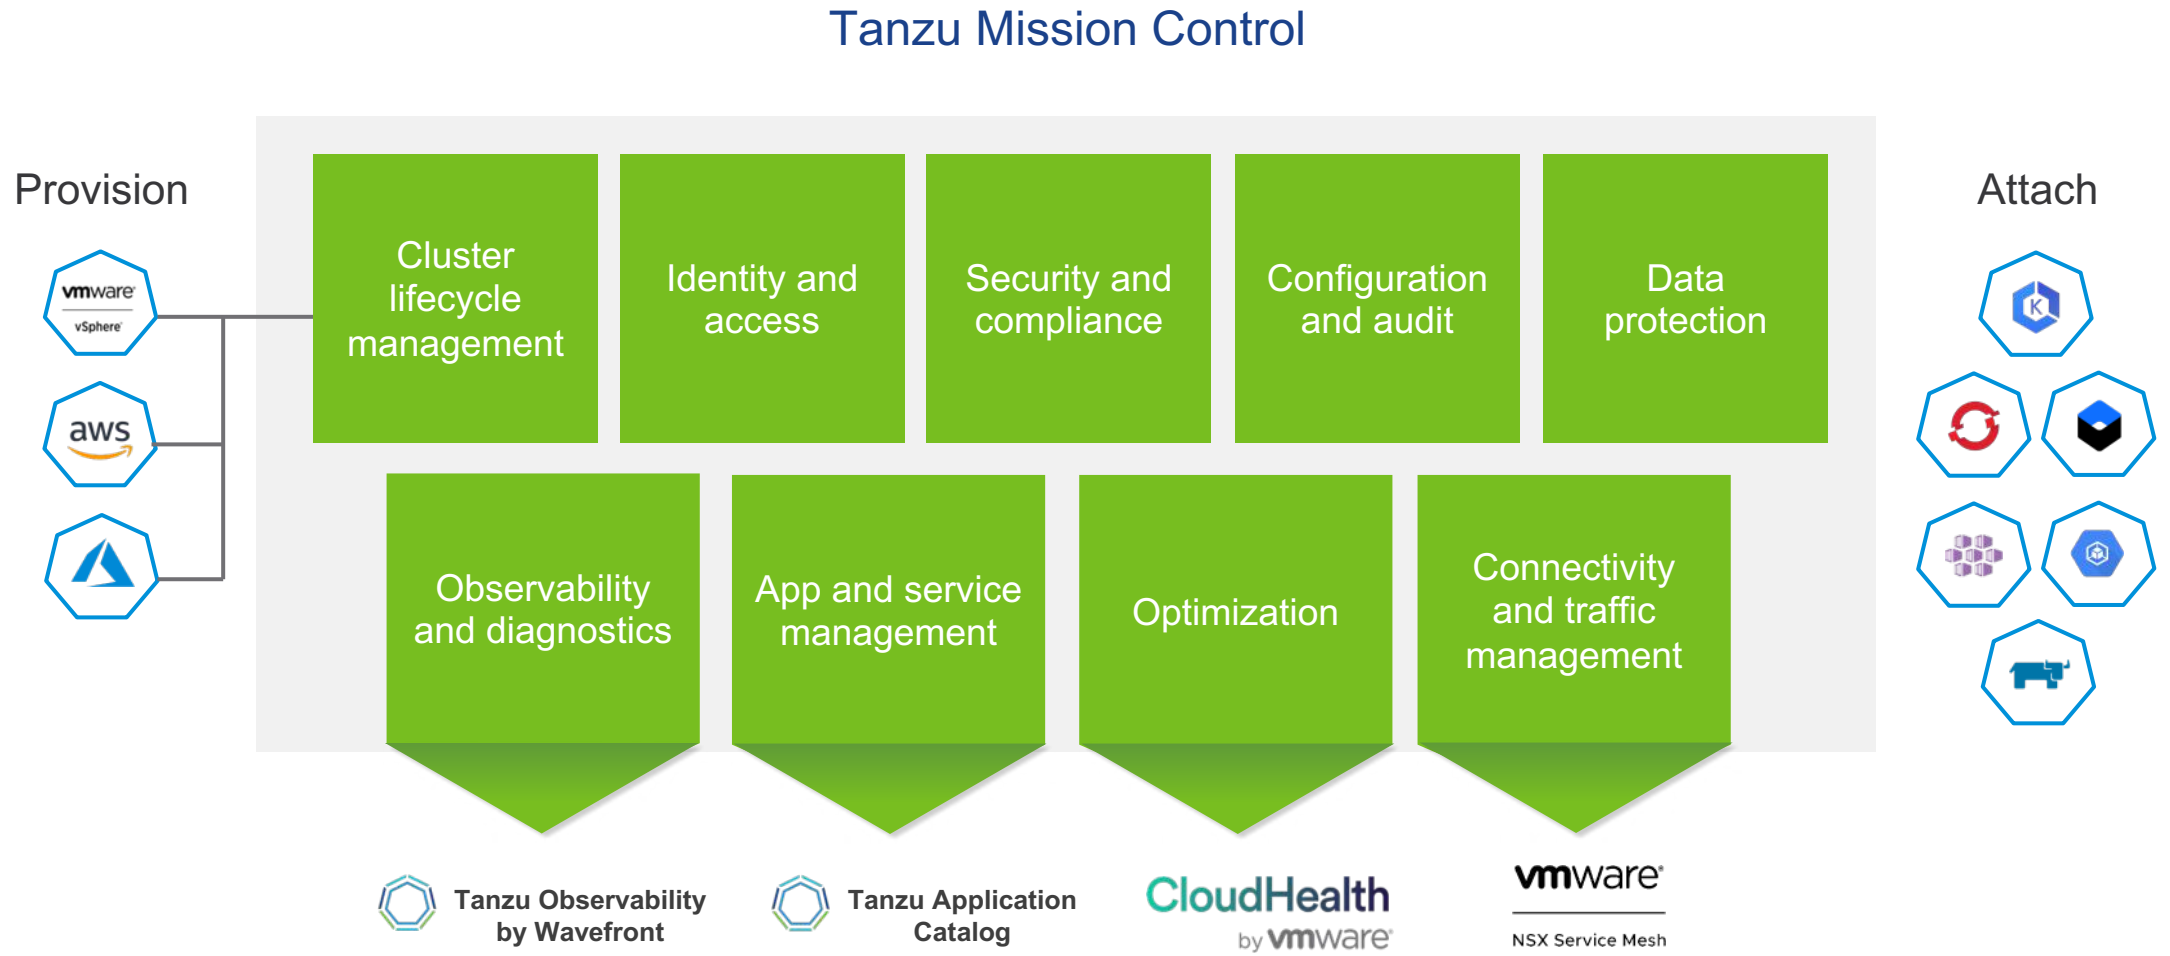 Tanzu Mission Control
Provision
vmware
vSphere
aws
Cluster
lifecycle
management
Identity and
access
Security and
compliance
Configuration
and audit
Data
protection
Attach
K
Observability
and diagnostics
App and service
management
Optimization
Connectivity
and traffic
management
Tanzu Observability
by Wavefront
Tanzu Application
Catalog
CloudHealth
by vmware
vmware
NSX Service Mesh